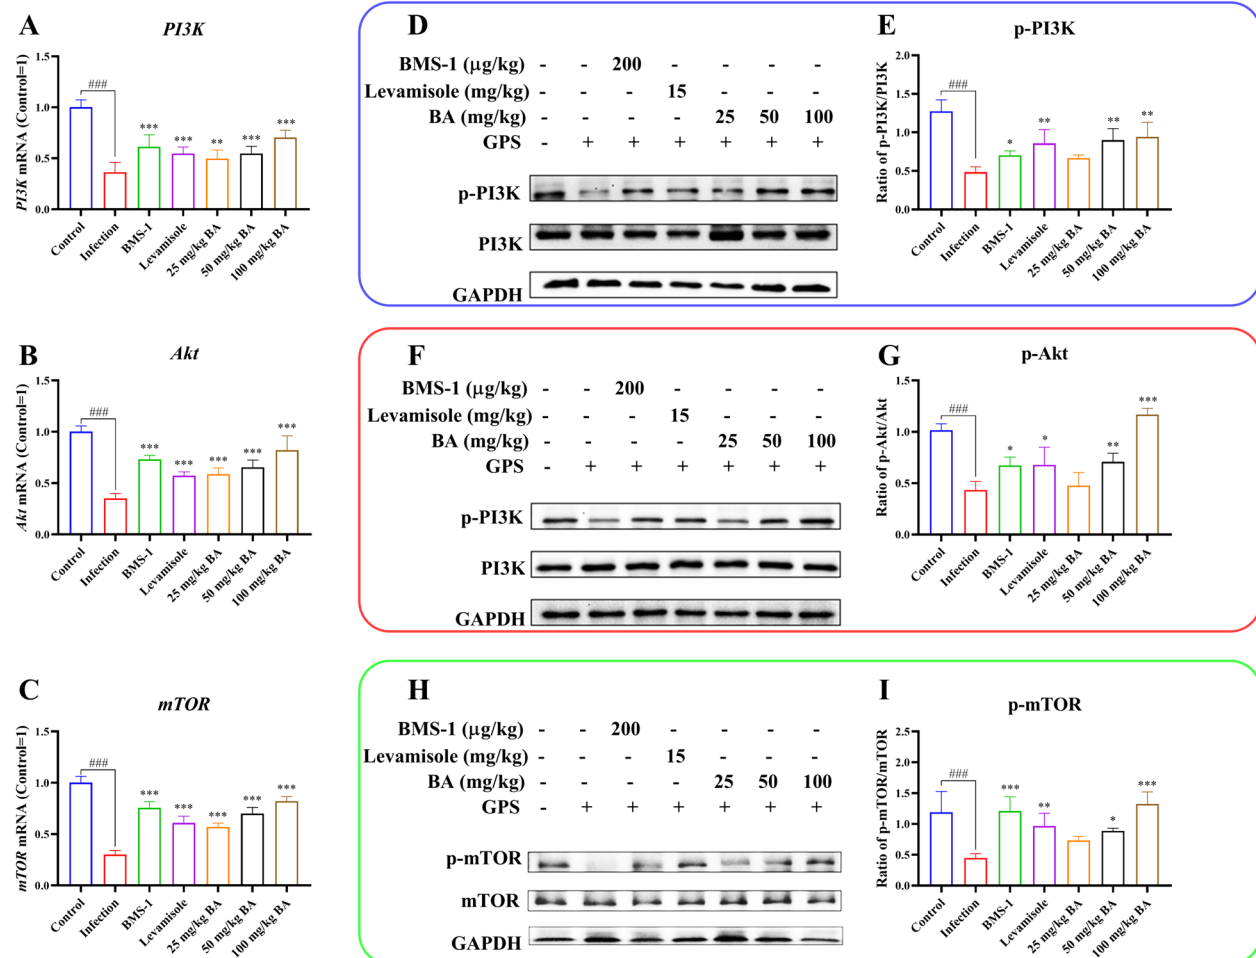 A
PI3K
PI3K mRNA (Control=1)
1.5
1.0
0.5
0.0
###
***
***
**
***
***
Control
Infection
BMS-1
Levamisole
25 mg/kg BA
50 mg/kg BA
100 mg/kg BA
D
BMS-1 (μg/kg) - - 200 - - - -
Levamisole (mg/kg) - - - 15 - - -
BA (mg/kg) - - - - 25 50 100
GPS - + + + + + +
p-PI3K
PI3K
GAPDH
E
p-PI3K
Ratio of p-PI3K/PI3K
2.0
1.5
1.0
0.5
0.0
###
*
**
**
**
Control
Infection
BMS-1
Levamisole
25 mg/kg BA
50 mg/kg BA
100 mg/kg BA
B
Akt
Akt mRNA (Control=1)
1.5
1.0
0.5
0.0
###
***
***
***
***
***
Control
Infection
BMS-1
Levamisole
25 mg/kg BA
50 mg/kg BA
100 mg/kg BA
F
BMS-1 (μg/kg) - - 200 - - - -
Levamisole (mg/kg) - - - 15 - - -
BA (mg/kg) - - - - 25 50 100
GPS - + + + + + +
p-PI3K
PI3K
GAPDH
G
p-Akt
Ratio of p-Akt/Akt
1.5
1.0
0.5
0.0
###
*
*
**
***
Control
Infection
BMS-1
Levamisole
25 mg/kg BA
50 mg/kg BA
100 mg/kg BA
C
mTOR
mTOR mRNA (Control=1)
1.5
1.0
0.5
0.0
###
***
***
***
***
***
Control
Infection
BMS-1
Levamisole
25 mg/kg BA
50 mg/kg BA
100 mg/kg BA
H
BMS-1 (μg/kg) - - 200 - - - -
Levamisole (mg/kg) - - - 15 - - -
BA (mg/kg) - - - - 25 50 100
GPS - + + + + + +
p-mTOR
mTOR
GAPDH
I
p-mTOR
Ratio of p-mTOR/mTOR
2.5
2.0
1.5
1.0
0.5
0.0
###
***
**
*
***
Control
Infection
BMS-1
Levamisole
25 mg/kg BA
50 mg/kg BA
100 mg/kg BA